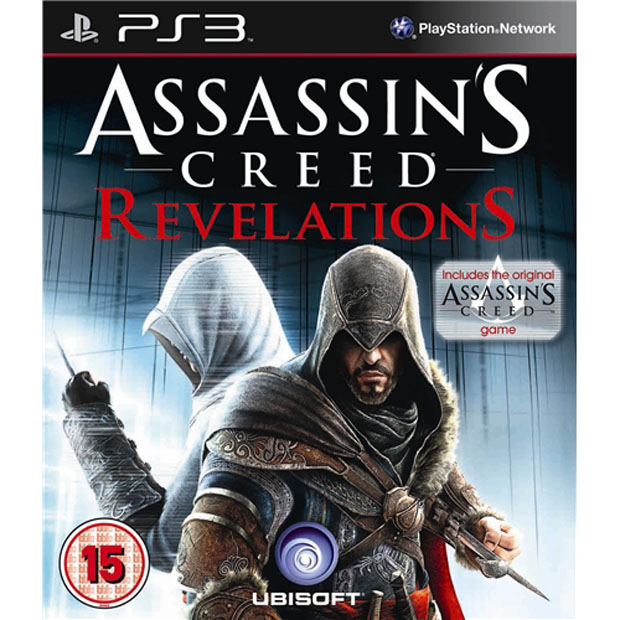 PS3
PlayStation®Network
ASSASSIN'S
CREED
REVELATIONS
Includes the original
ASSASSIN'S
CREED
game
15
UBISOFT